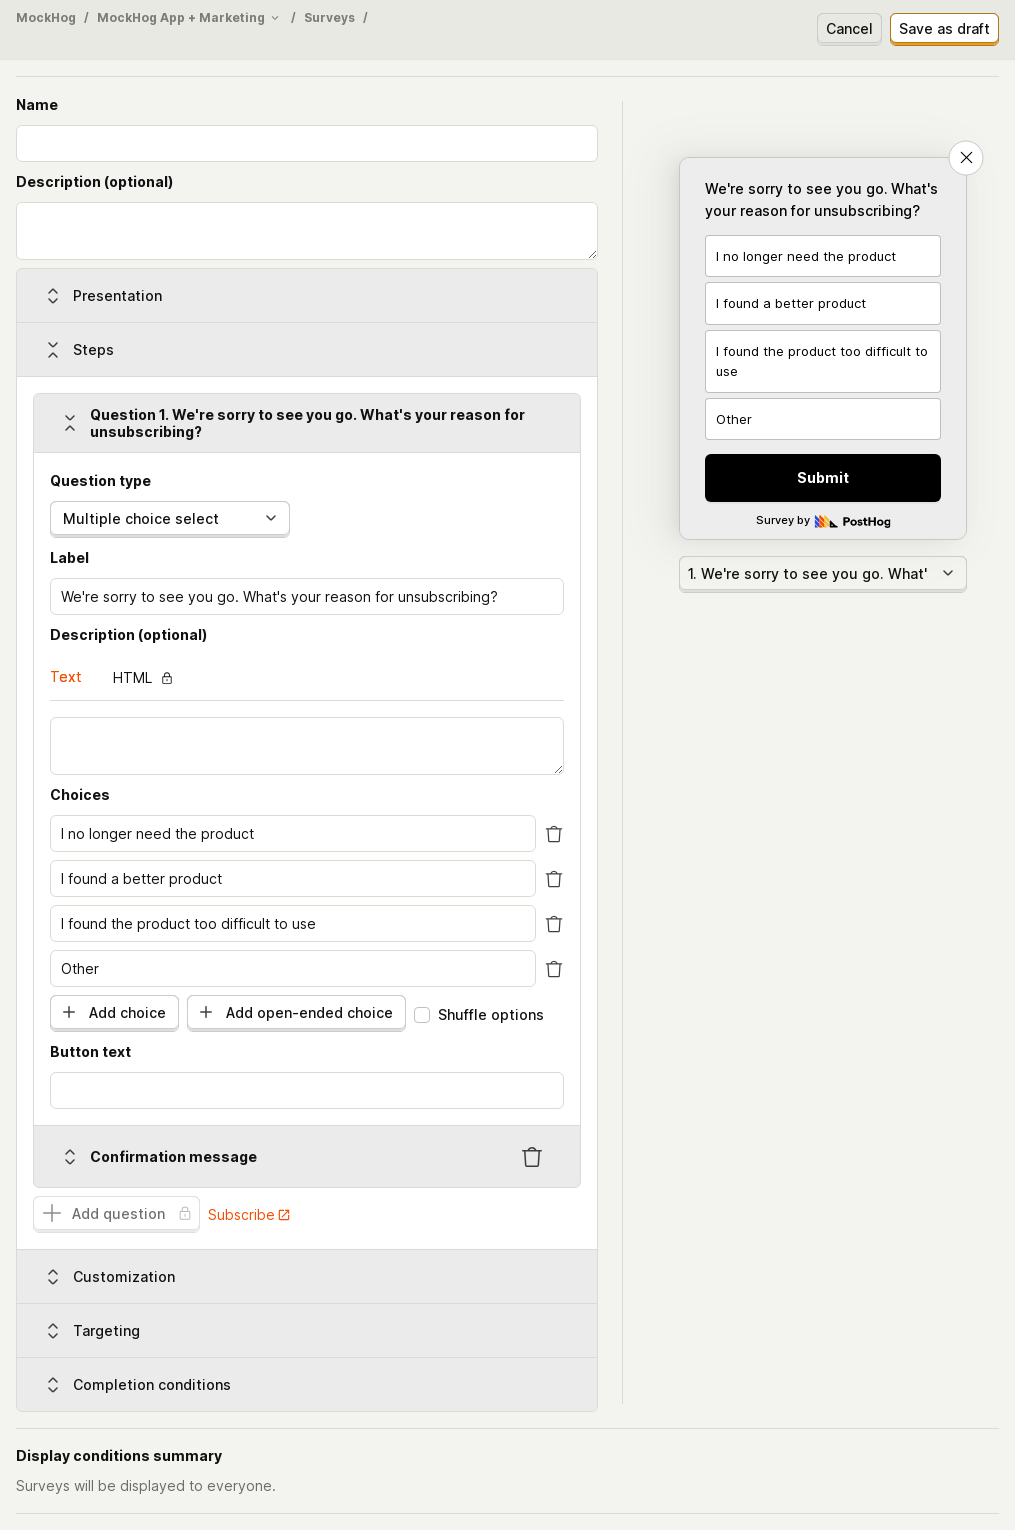 MockHog / MockHog App + Marketing / Surveys /
Cancel
Save as draft
Name
Description (optional)
Presentation
Steps
Question 1. We're sorry to see you go. What's your reason for
unsubscribing?
Question type
Multiple choice select
Label
We're sorry to see you go. What's your reason for unsubscribing?
Description (optional)
Text
HTML
Choices
I no longer need the product
I found a better product
I found the product too difficult to use
Other
Add choice
Add open-ended choice
Shuffle options
Button text
Confirmation message
Add question
Subscribe
Customization
Targeting
Completion conditions
We're sorry to see you go. What's
your reason for unsubscribing?
I no longer need the product
I found a better product
I found the product too difficult to
use
Other
Submit
Survey by PostHog
1. We're sorry to see you go. What'
Display conditions summary
Surveys will be displayed to everyone.